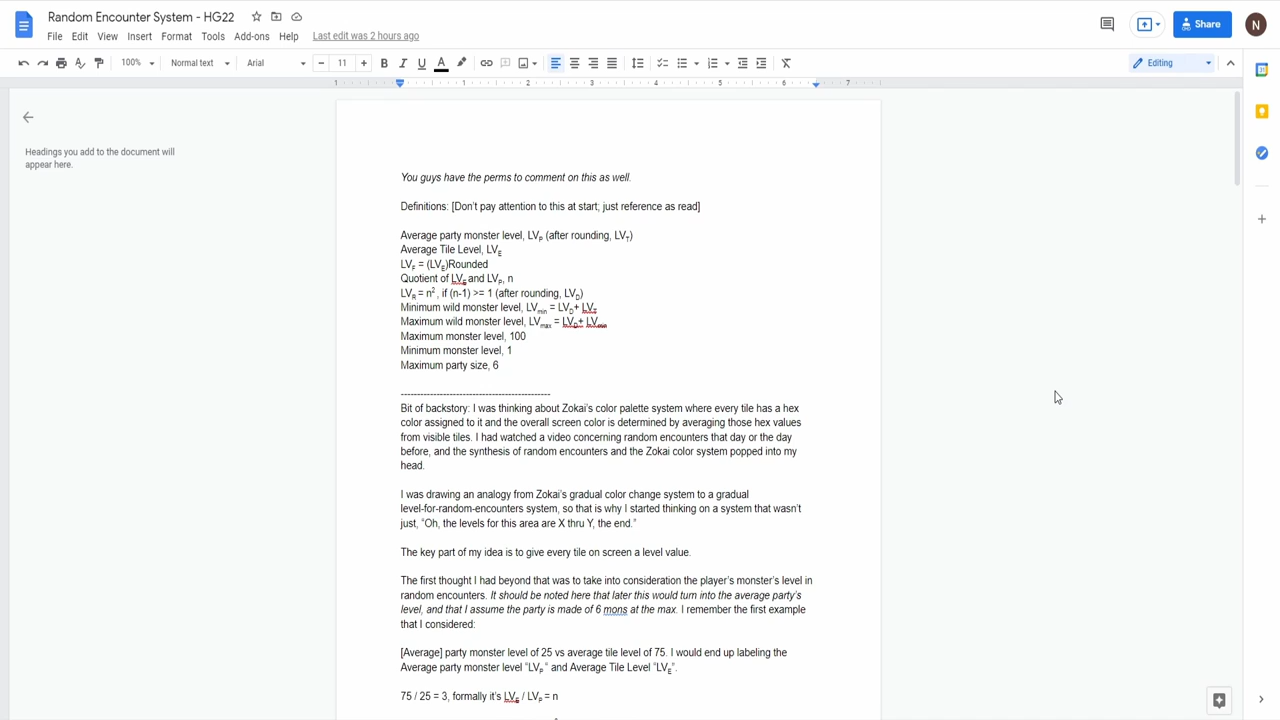 Random Encounter System - HG22
File Edit View Insert Format Tools Add-ons Help Last edit was 2 hours ago
Share
N
100% Normal text Arial 11 Editing
1 1 2 3 4 5 6 7
Headings you add to the document will
appear here.
You guys have the perms to comment on this as well.
Definitions: [Don't pay attention to this at start; just reference as read]
Average party monster level, LVP (after rounding, LVT)
Average Tile Level, LVE
LVF = (LVE)Rounded
Quotient of LVE and LVP, n
LVR = n2 , if (n-1) >= 1 (after rounding, LVD)
Minimum wild monster level, LVmin = LVD+ LVT
Maximum wild monster level, LVmax = LVD+ LVmin
Maximum monster level, 100
Minimum monster level, 1
Maximum party size, 6
----------------------------------------------
Bit of backstory: I was thinking about Zokai's color palette system where every tile has a hex
color assigned to it and the overall screen color is determined by averaging those hex values
from visible tiles. I had watched a video concerning random encounters that day or the day
before, and the synthesis of random encounters and the Zokai color system popped into my
head.
I was drawing an analogy from Zokai's gradual color change system to a gradual
level-for-random-encounters system, so that is why I started thinking on a system that wasn't
just, “Oh, the levels for this area are X thru Y, the end.”
The key part of my idea is to give every tile on screen a level value.
The first thought I had beyond that was to take into consideration the player's monster's level in
random encounters. It should be noted here that later this would turn into the average party's
level, and that I assume the party is made of 6 mons at the max. I remember the first example
that I considered:
[Average] party monster level of 25 vs average tile level of 75. I would end up labeling the
Average party monster level “LVP “ and Average Tile Level “LVE”.
75 / 25 = 3, formally it's LVE / LVP = n